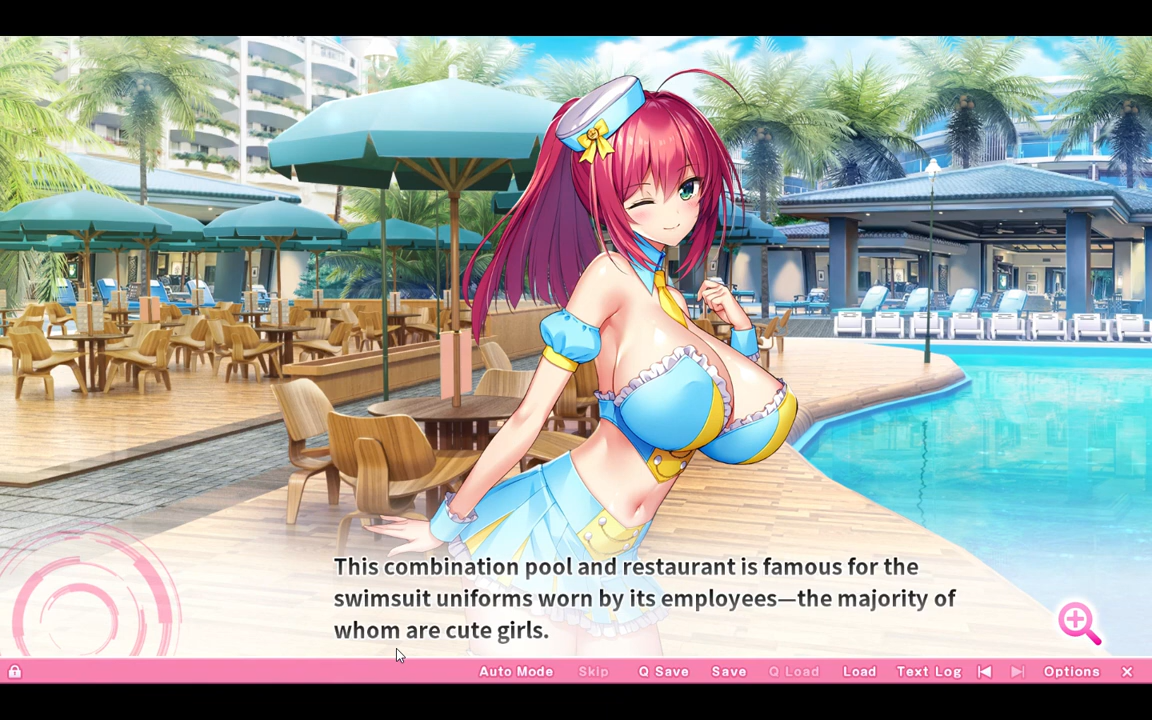 This combination pool and restaurant is famous for the
swimsuit uniforms worn by its employees—the majority of
whom are cute girls.
Auto Mode Skip Q Save Save Q Load Load Text Log Options